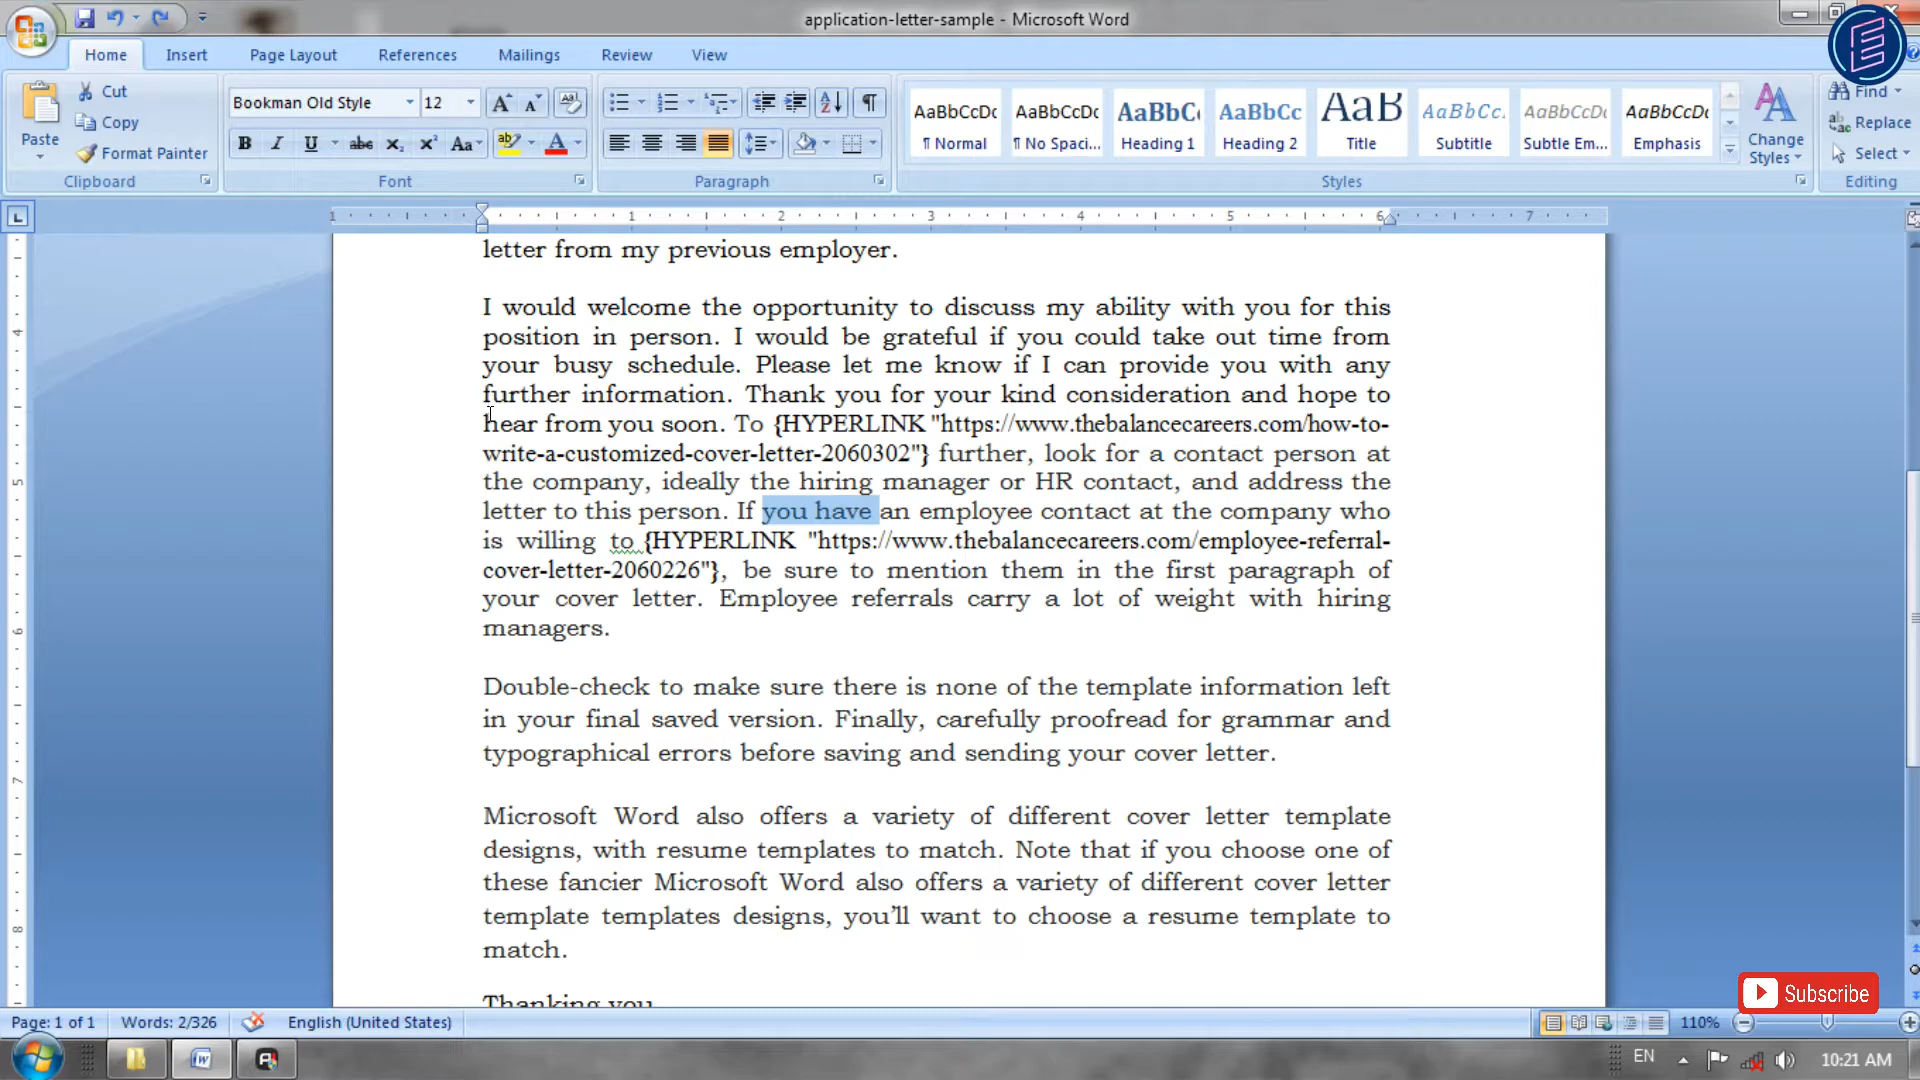 application-letter-sample - Microsoft Word
Home Insert Page Layout References Mailings Review View
Paste
Cut
Copy
Format Painter
Clipboard
Bookman Old Style 12
Font
Paragraph
AaBbCcDc AaBbCcDc AaBbC AaBbCc AaB AaBbCc. AaBbCcDc AaBbCcDc
¶ Normal ¶ No Spaci... Heading 1 Heading 2 Title Subtitle Subtle Em... Emphasis
Change Styles
Styles
Find
Replace
Select
Editing
1 1 2 3 4 5 6 7
letter from my previous employer.
I would welcome the opportunity to discuss my ability with you for this
position in person. I would be grateful if you could take out time from
your busy schedule. Please let me know if I can provide you with any
further information. Thank you for your kind consideration and hope to
hear from you soon. To {HYPERLINK "https://www.thebalancecareers.com/how-to-
write-a-customized-cover-letter-2060302"} further, look for a contact person at
the company, ideally the hiring manager or HR contact, and address the
letter to this person. If you have an employee contact at the company who
is willing to {HYPERLINK "https://www.thebalancecareers.com/employee-referral-
cover-letter-2060226"}, be sure to mention them in the first paragraph of
your cover letter. Employee referrals carry a lot of weight with hiring
managers.
Double-check to make sure there is none of the template information left
in your final saved version. Finally, carefully proofread for grammar and
typographical errors before saving and sending your cover letter.
Microsoft Word also offers a variety of different cover letter template
designs, with resume templates to match. Note that if you choose one of
these fancier Microsoft Word also offers a variety of different cover letter
template templates designs, you'll want to choose a resume template to
match.
Thanking you
Subscribe
Page: 1 of 1 Words: 2/326 English (United States) 110%
EN 10:21 AM